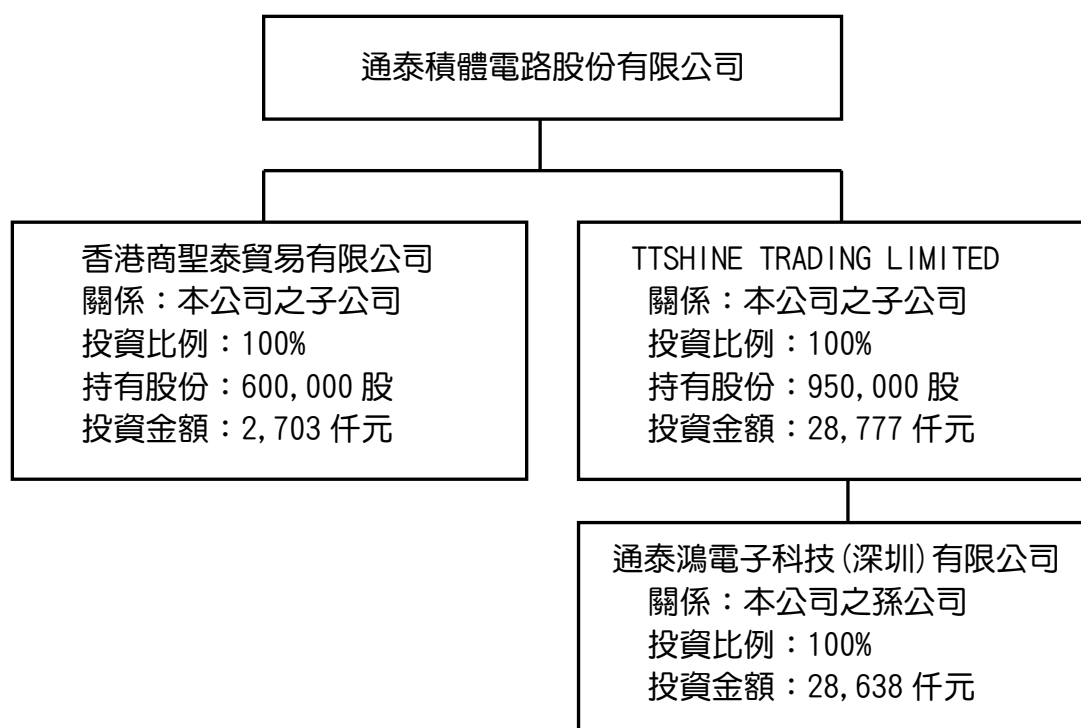 通泰積體電路股份有限公司
香港商聖泰貿易有限公司
關係：本公司之子公司
投資比例：100%
持有股份：600,000 股
投資金額：2,703 仟元
TTSHINE TRADING LIMITED
關係：本公司之子公司
投資比例：100%
持有股份：950,000 股
投資金額：28,777 仟元
通泰鴻電子科技(深圳)有限公司
關係：本公司之孫公司
投資比例：100%
投資金額：28,638 仟元